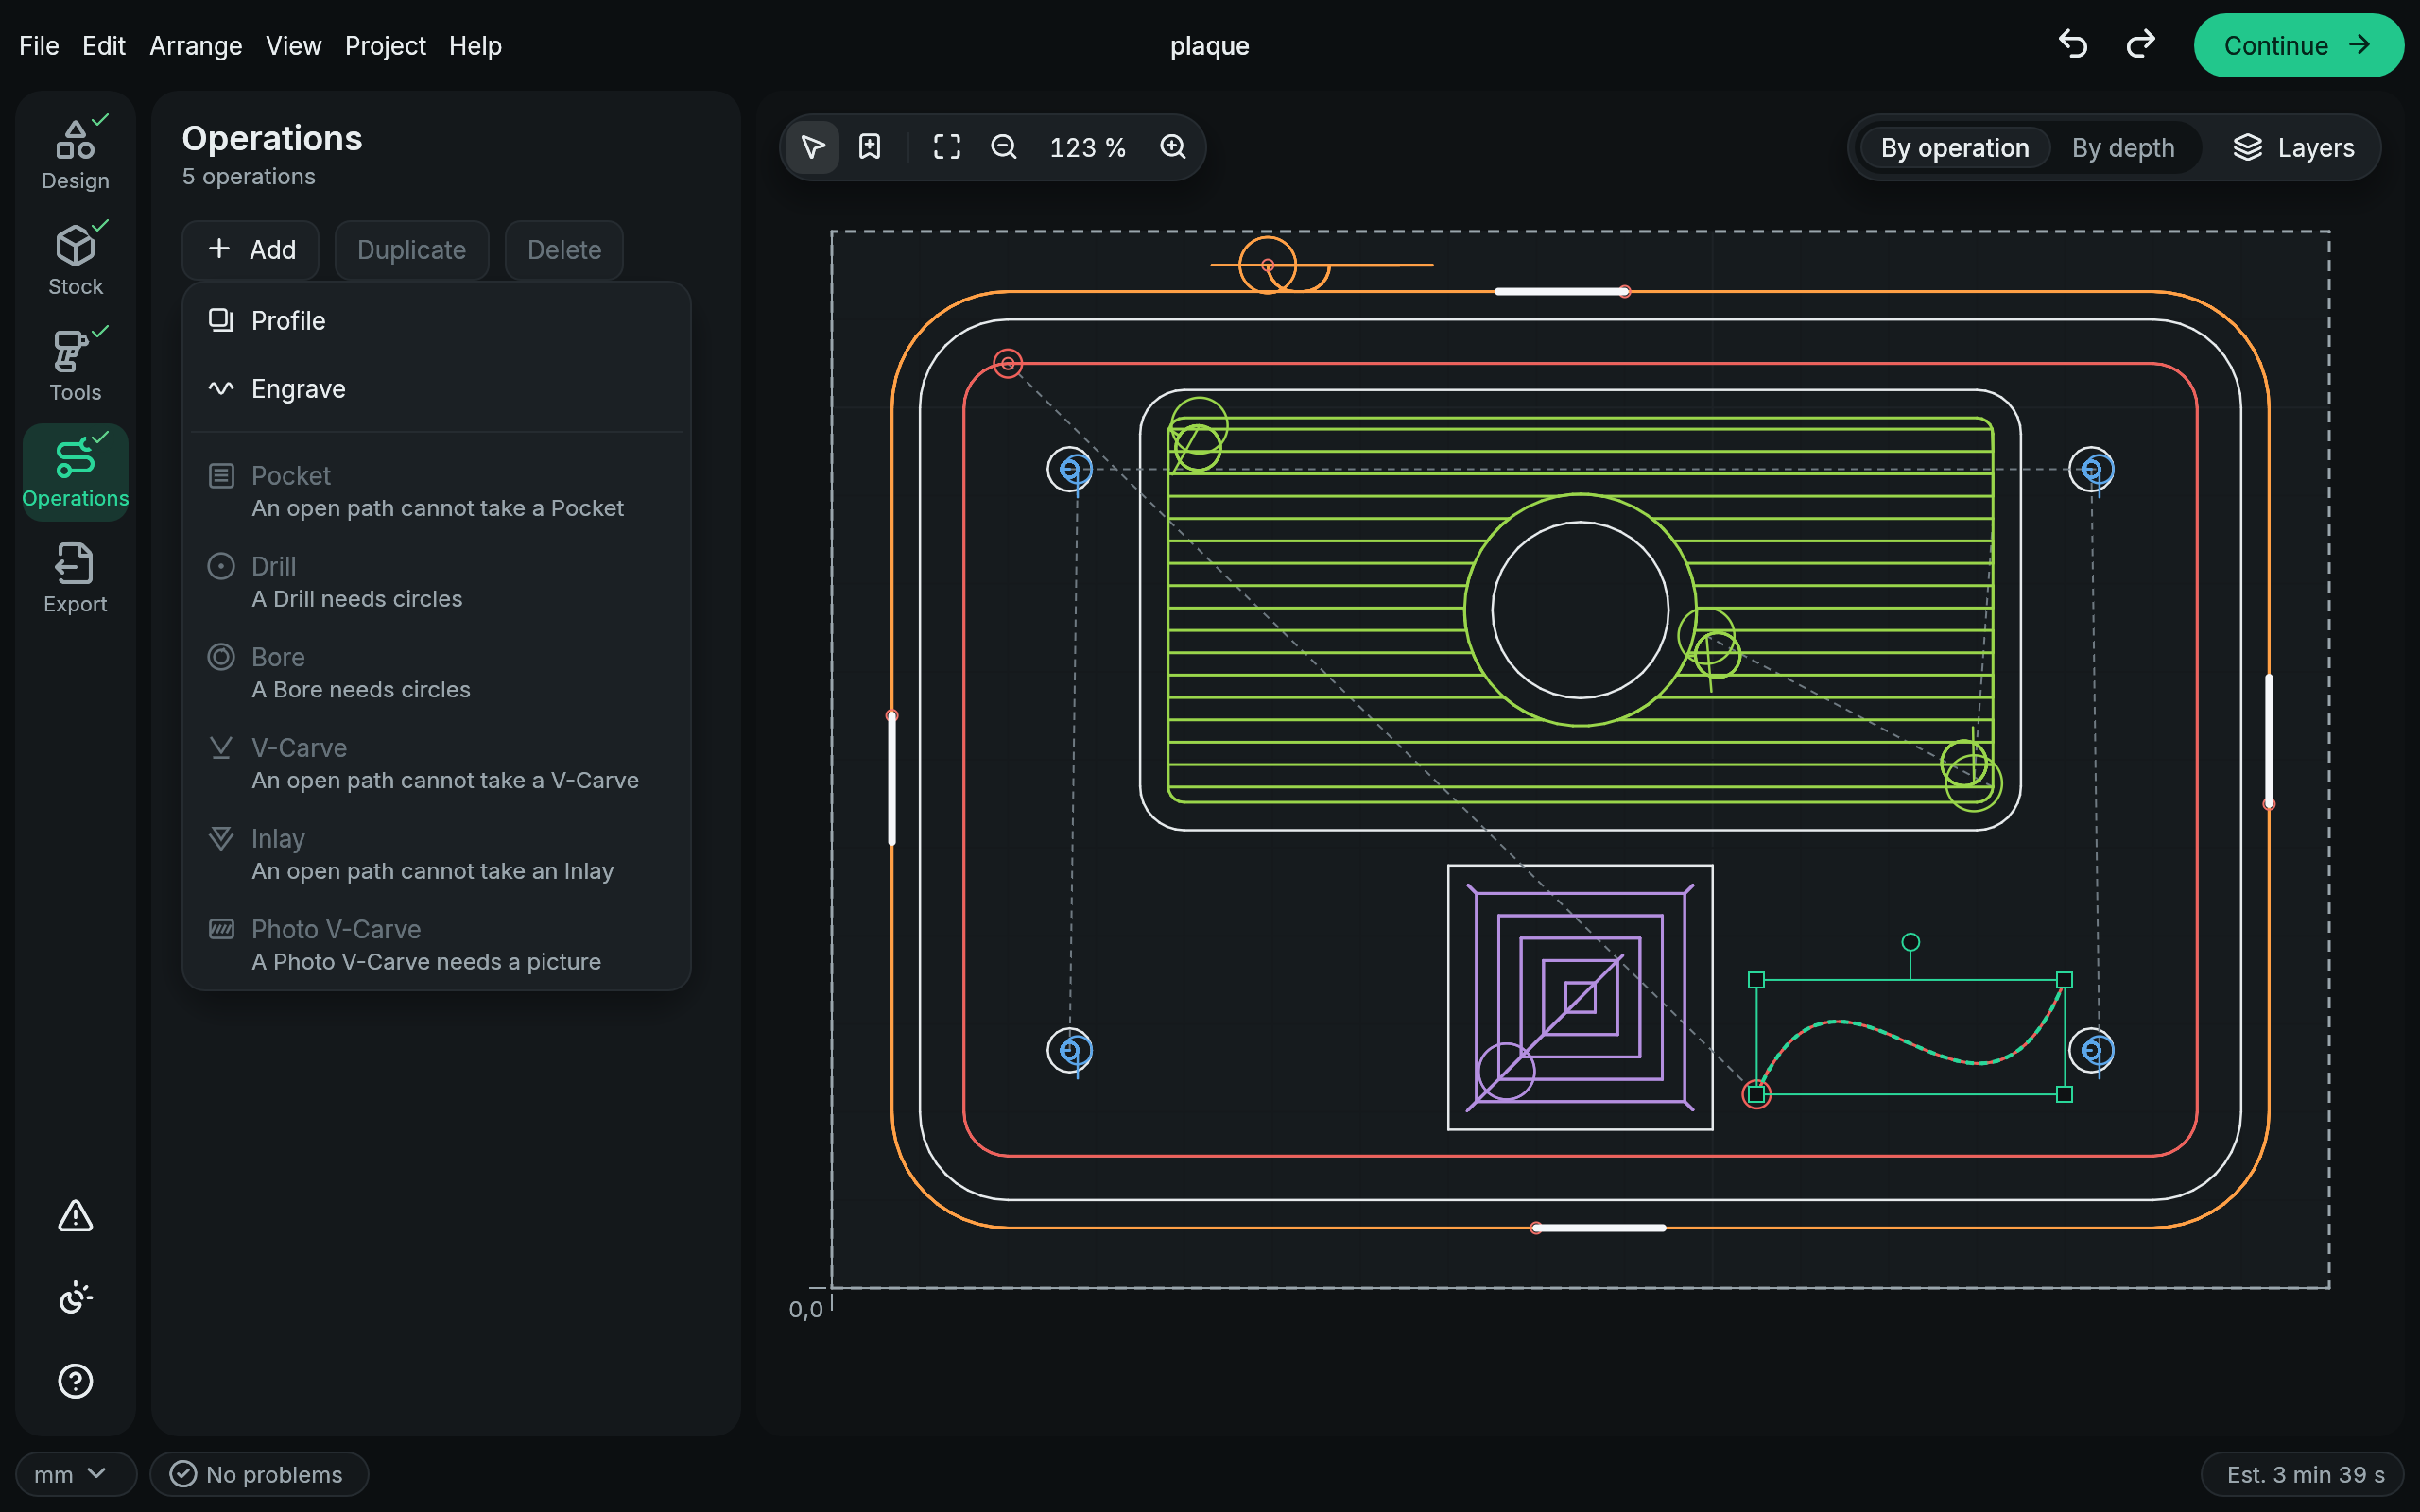 File Edit Arrange View Project Help
plaque
Continue
Design
Stock
Tools
Operations
Export
Operations
5 operations
Add
Duplicate
Delete
Profile
Engrave
Pocket
An open path cannot take a Pocket
Drill
A Drill needs circles
Bore
A Bore needs circles
V-Carve
An open path cannot take a V-Carve
Inlay
An open path cannot take an Inlay
Photo V-Carve
A Photo V-Carve needs a picture
123 %
By operation
By depth
Layers
0,0
mm
No problems
Est. 3 min 39 s